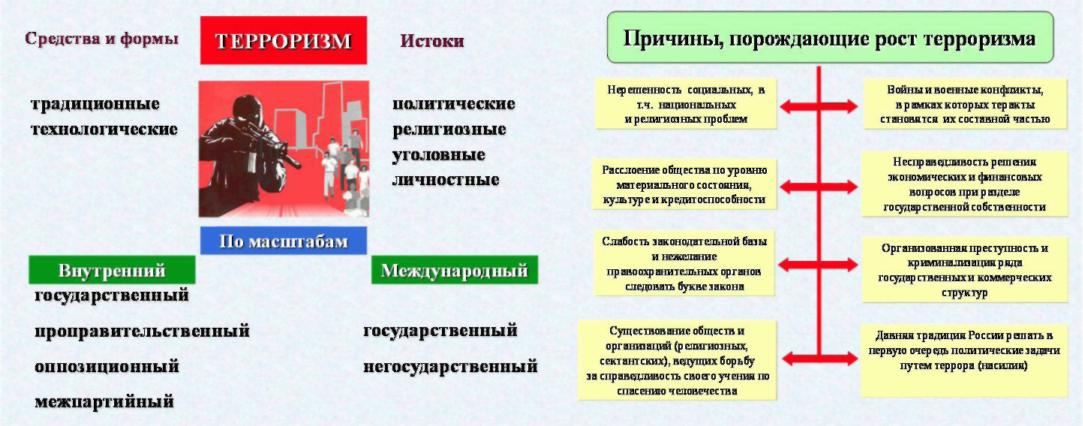 Средства и формы
ТЕРРОРИЗМ
Истоки
традиционные
технологические
политические
религиозные
уголовные
личностные
По масштабам
Внутренний
государственный
проправительственный
оппозиционный
межпартийный
Международный
государственный
негосударственный
Причины, порождающие рост терроризма
Нерешенность социальных, в
т.ч. национальных
и религиозных проблем
Войны и военные конфликты,
в рамках которых теракты
становятся их составной частью
Расслоение общества по уровню
материального состояния,
культуре и кредитоспособности
Несправедливость решения
экономических и финансовых
вопросов при разделе
государственной собственности
Слабость законодательной базы
и нежелание
правоохранительных органов
следовать букве закона
Организованная преступность и
криминализация ряда
государственных и коммерческих
структур
Существование обществ и
организаций (религиозных,
сектантских), ведущих борьбу
за справедливость своего учения по
спасению человечества
Давняя традиция России решать в
первую очередь политические задачи
путем террора (насилия)